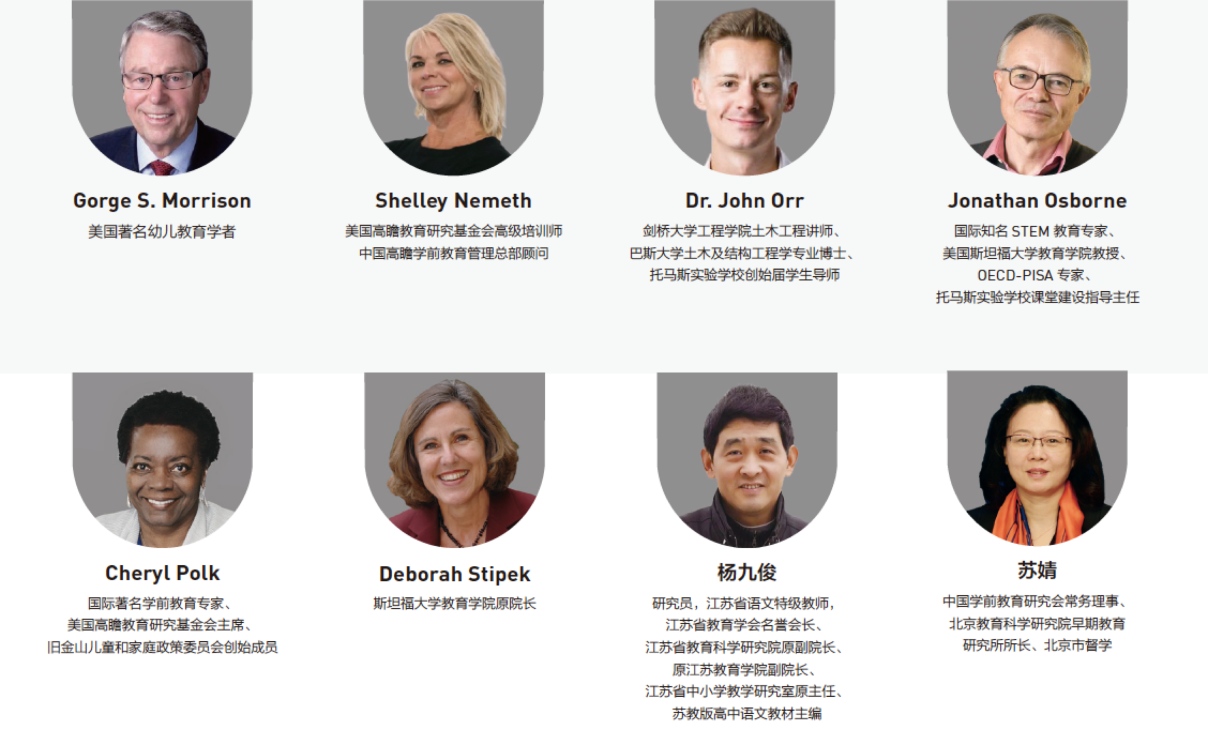 Gorge S. Morrison
美国著名幼儿教育学者
Shelley Nemeth
美国高瞻教育研究基金会高级培训师
中国高瞻学前教育管理总部顾问
Dr. John Orr
剑桥大学工程学院土木工程讲师、
巴斯大学土木及结构工程学专业博士、
托马斯实验学校创始届学生导师
Jonathan Osborne
国际知名 STEM 教育专家、
美国斯坦福大学教育学院教授、
OECD-PISA 专家、
托马斯实验学校课堂建设指导主任
Cheryl Polk
国际著名学前教育专家、
美国高瞻教育研究基金会主席、
旧金山儿童和家庭政策委员会创始成员
Deborah Stipek
斯坦福大学教育学院原院长
杨九俊
研究员，江苏省语文特级教师，
江苏省教育学会名誉会长、
江苏省教育科学研究院原副院长、
原江苏教育学院副院长、
江苏省中小学教学研究室原主任、
苏教版高中语文教材主编
苏婧
中国学前教育研究会常务理事、
北京教育科学研究院早期教育
研究所所长、北京市督学